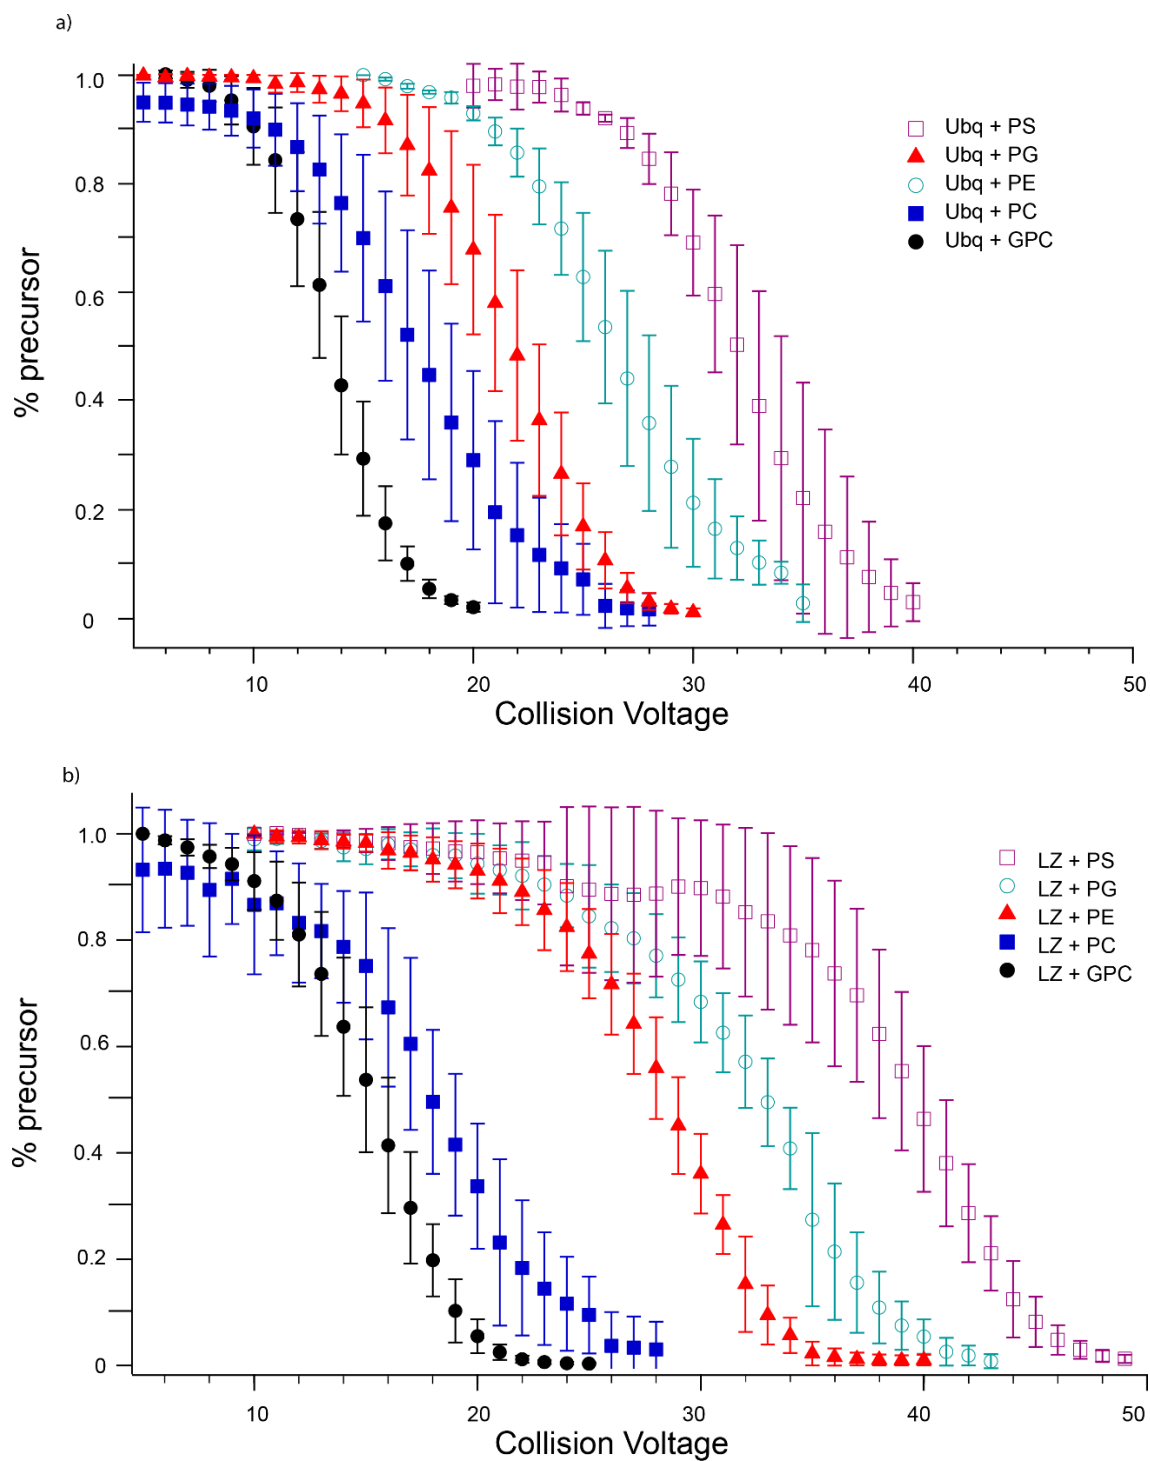 a)
1.0
0.8
0.6
0.4
0.2
0
% precursor
Ubq + PS
Ubq + PG
Ubq + PE
Ubq + PC
Ubq + GPC
10 20 30 40 50
Collision Voltage
b)
1.0
0.8
0.6
0.4
0.2
0
% precursor
LZ + PS
LZ + PG
LZ + PE
LZ + PC
LZ + GPC
10 20 30 40 50
Collision Voltage